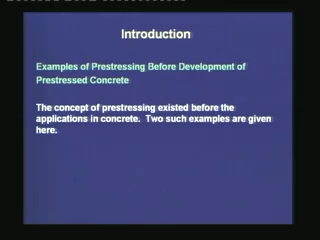 Introduction
Examples of Prestressing Before Development of
Prestressed Concrete
The concept of prestressing existed before the
applications in concrete. Two such examples are given
here.